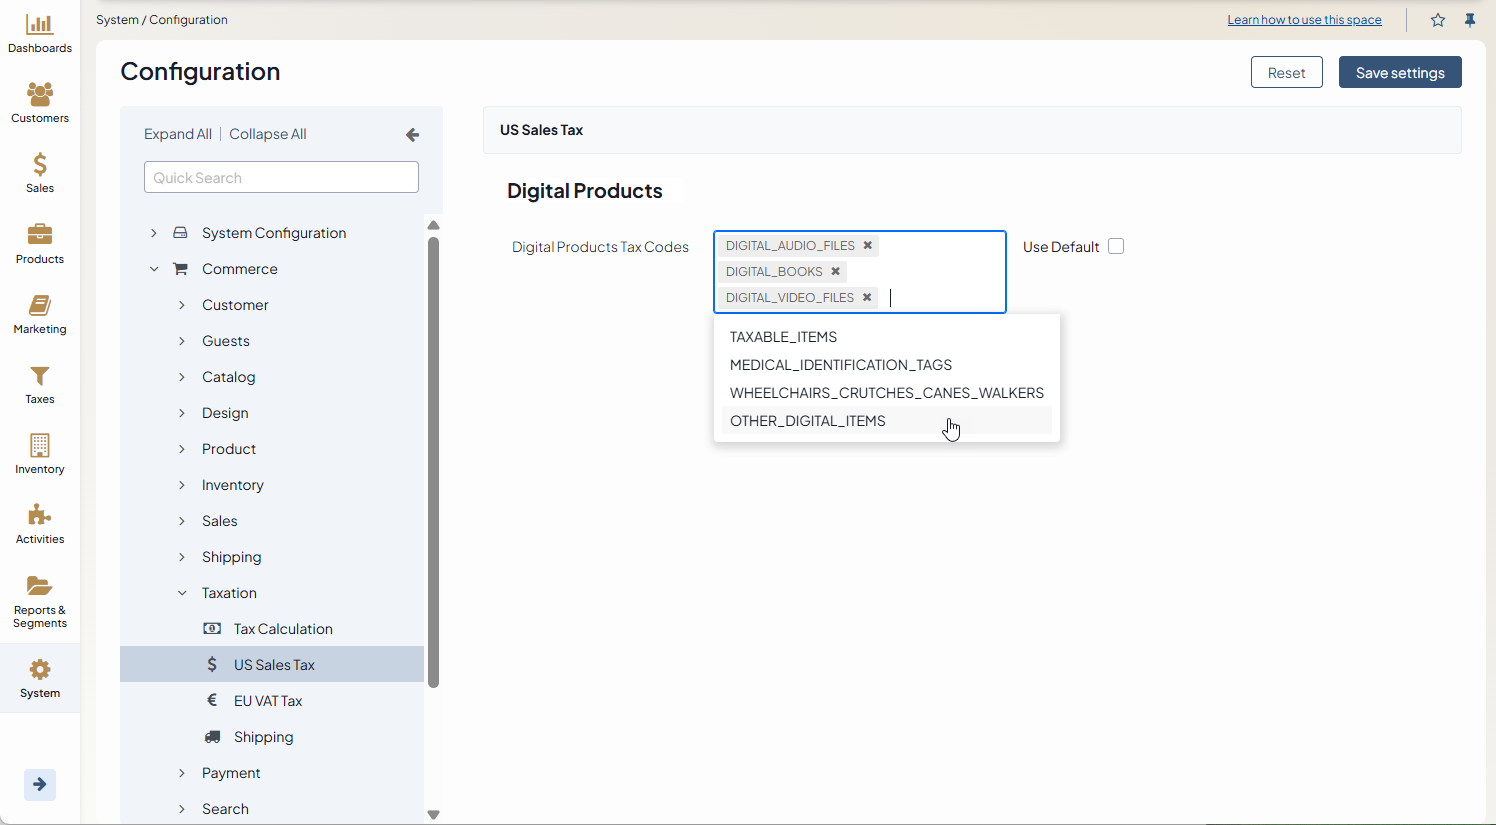 System / Configuration
Learn how to use this space
Dashboards
Customers
Sales
Products
Marketing
Taxes
Inventory
Activities
Reports &
Segments
System
Configuration
Reset
Save settings
Expand All | Collapse All
Quick Search
System Configuration
Commerce
Customer
Guests
Catalog
Design
Product
Inventory
Sales
Shipping
Taxation
Tax Calculation
US Sales Tax
EU VAT Tax
Shipping
Payment
Search
US Sales Tax
Digital Products
Digital Products Tax Codes
DIGITAL_AUDIO_FILES
DIGITAL_BOOKS
DIGITAL_VIDEO_FILES
Use Default
TAXABLE_ITEMS
MEDICAL_IDENTIFICATION_TAGS
WHEELCHAIRS_CRUTCHES_CANES_WALKERS
OTHER_DIGITAL_ITEMS